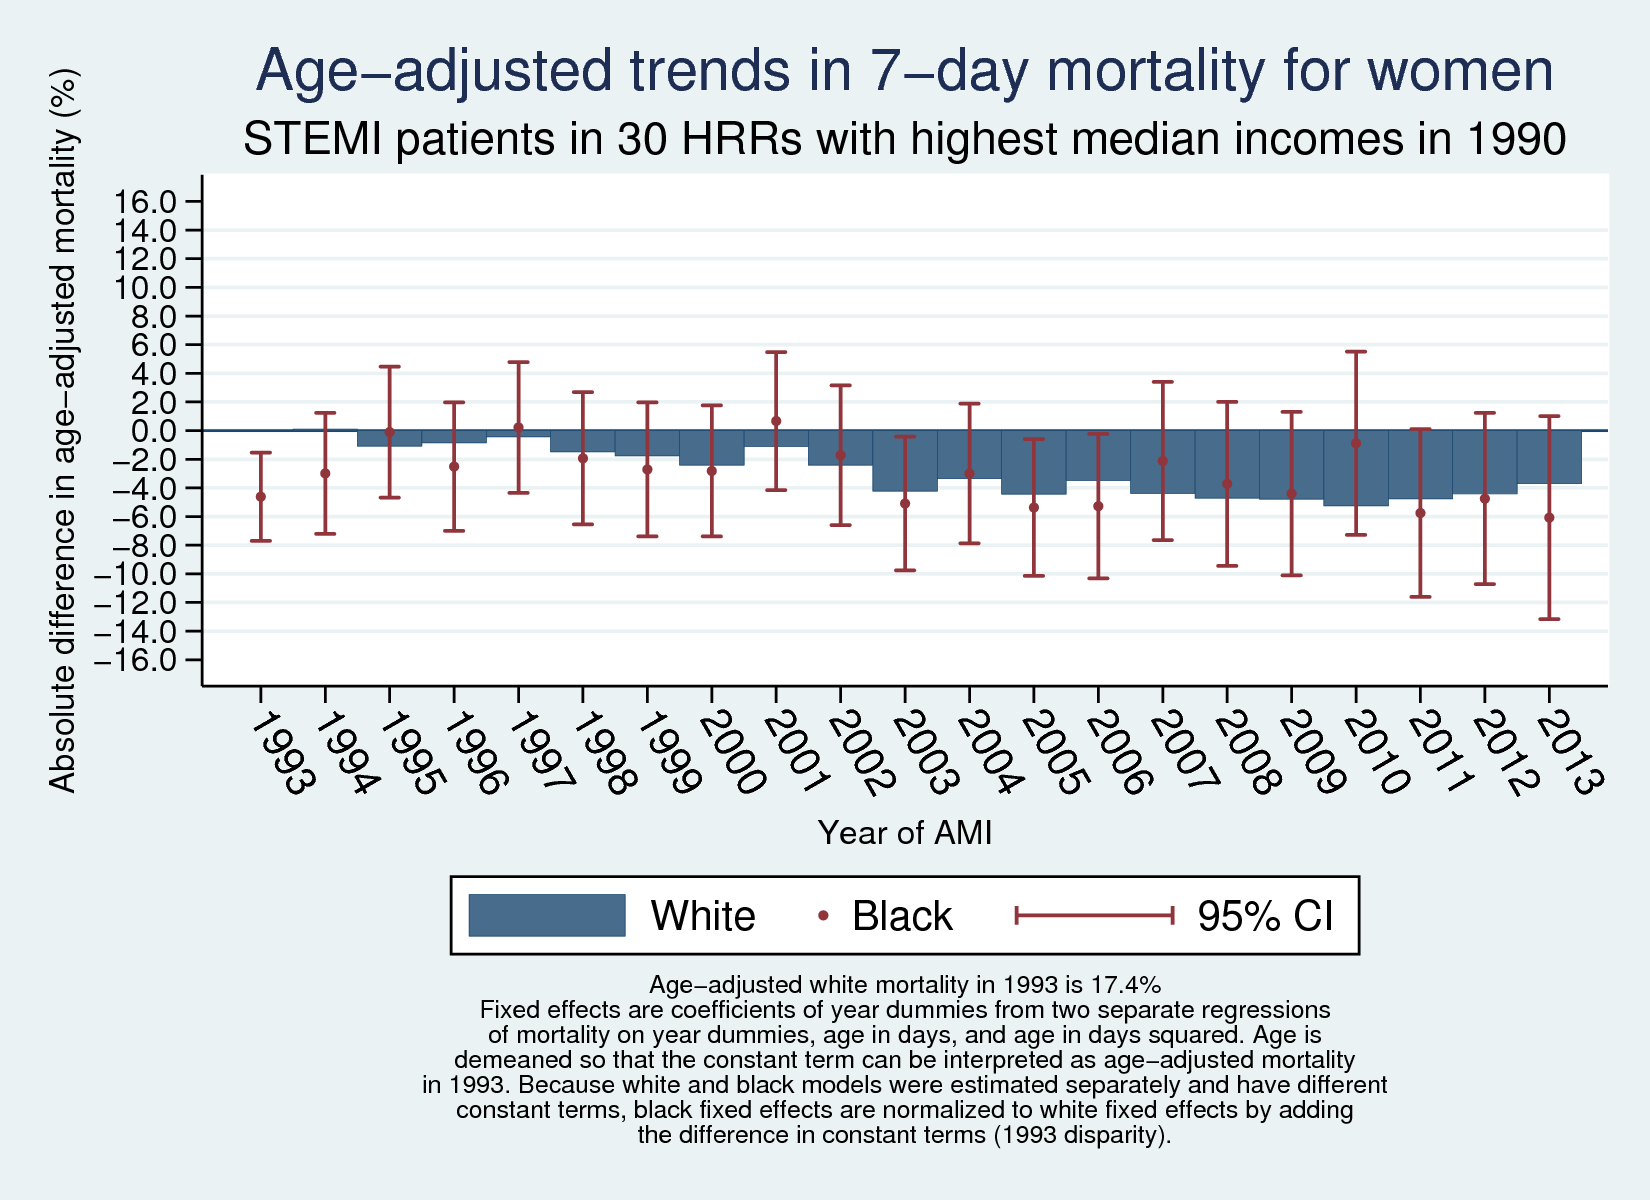 Age−adjusted trends in 7−day mortality for women
STEMI patients in 30 HRRs with highest median incomes in 1990
Absolute difference in age−adjusted mortality (%)
16.0
14.0
12.0
10.0
8.0
6.0
4.0
2.0
0.0
−2.0
−4.0
−6.0
−8.0
−10.0
−12.0
−14.0
−16.0
1993 1994 1995 1996 1997 1998 1999 2000 2001 2002 2003 2004 2005 2006 2007 2008 2009 2010 2011 2012 2013
Year of AMI
White Black 95% CI
Age−adjusted white mortality in 1993 is 17.4%
Fixed effects are coefficients of year dummies from two separate regressions
of mortality on year dummies, age in days, and age in days squared. Age is
demeaned so that the constant term can be interpreted as age−adjusted mortality
in 1993. Because white and black models were estimated separately and have different
constant terms, black fixed effects are normalized to white fixed effects by adding
the difference in constant terms (1993 disparity).